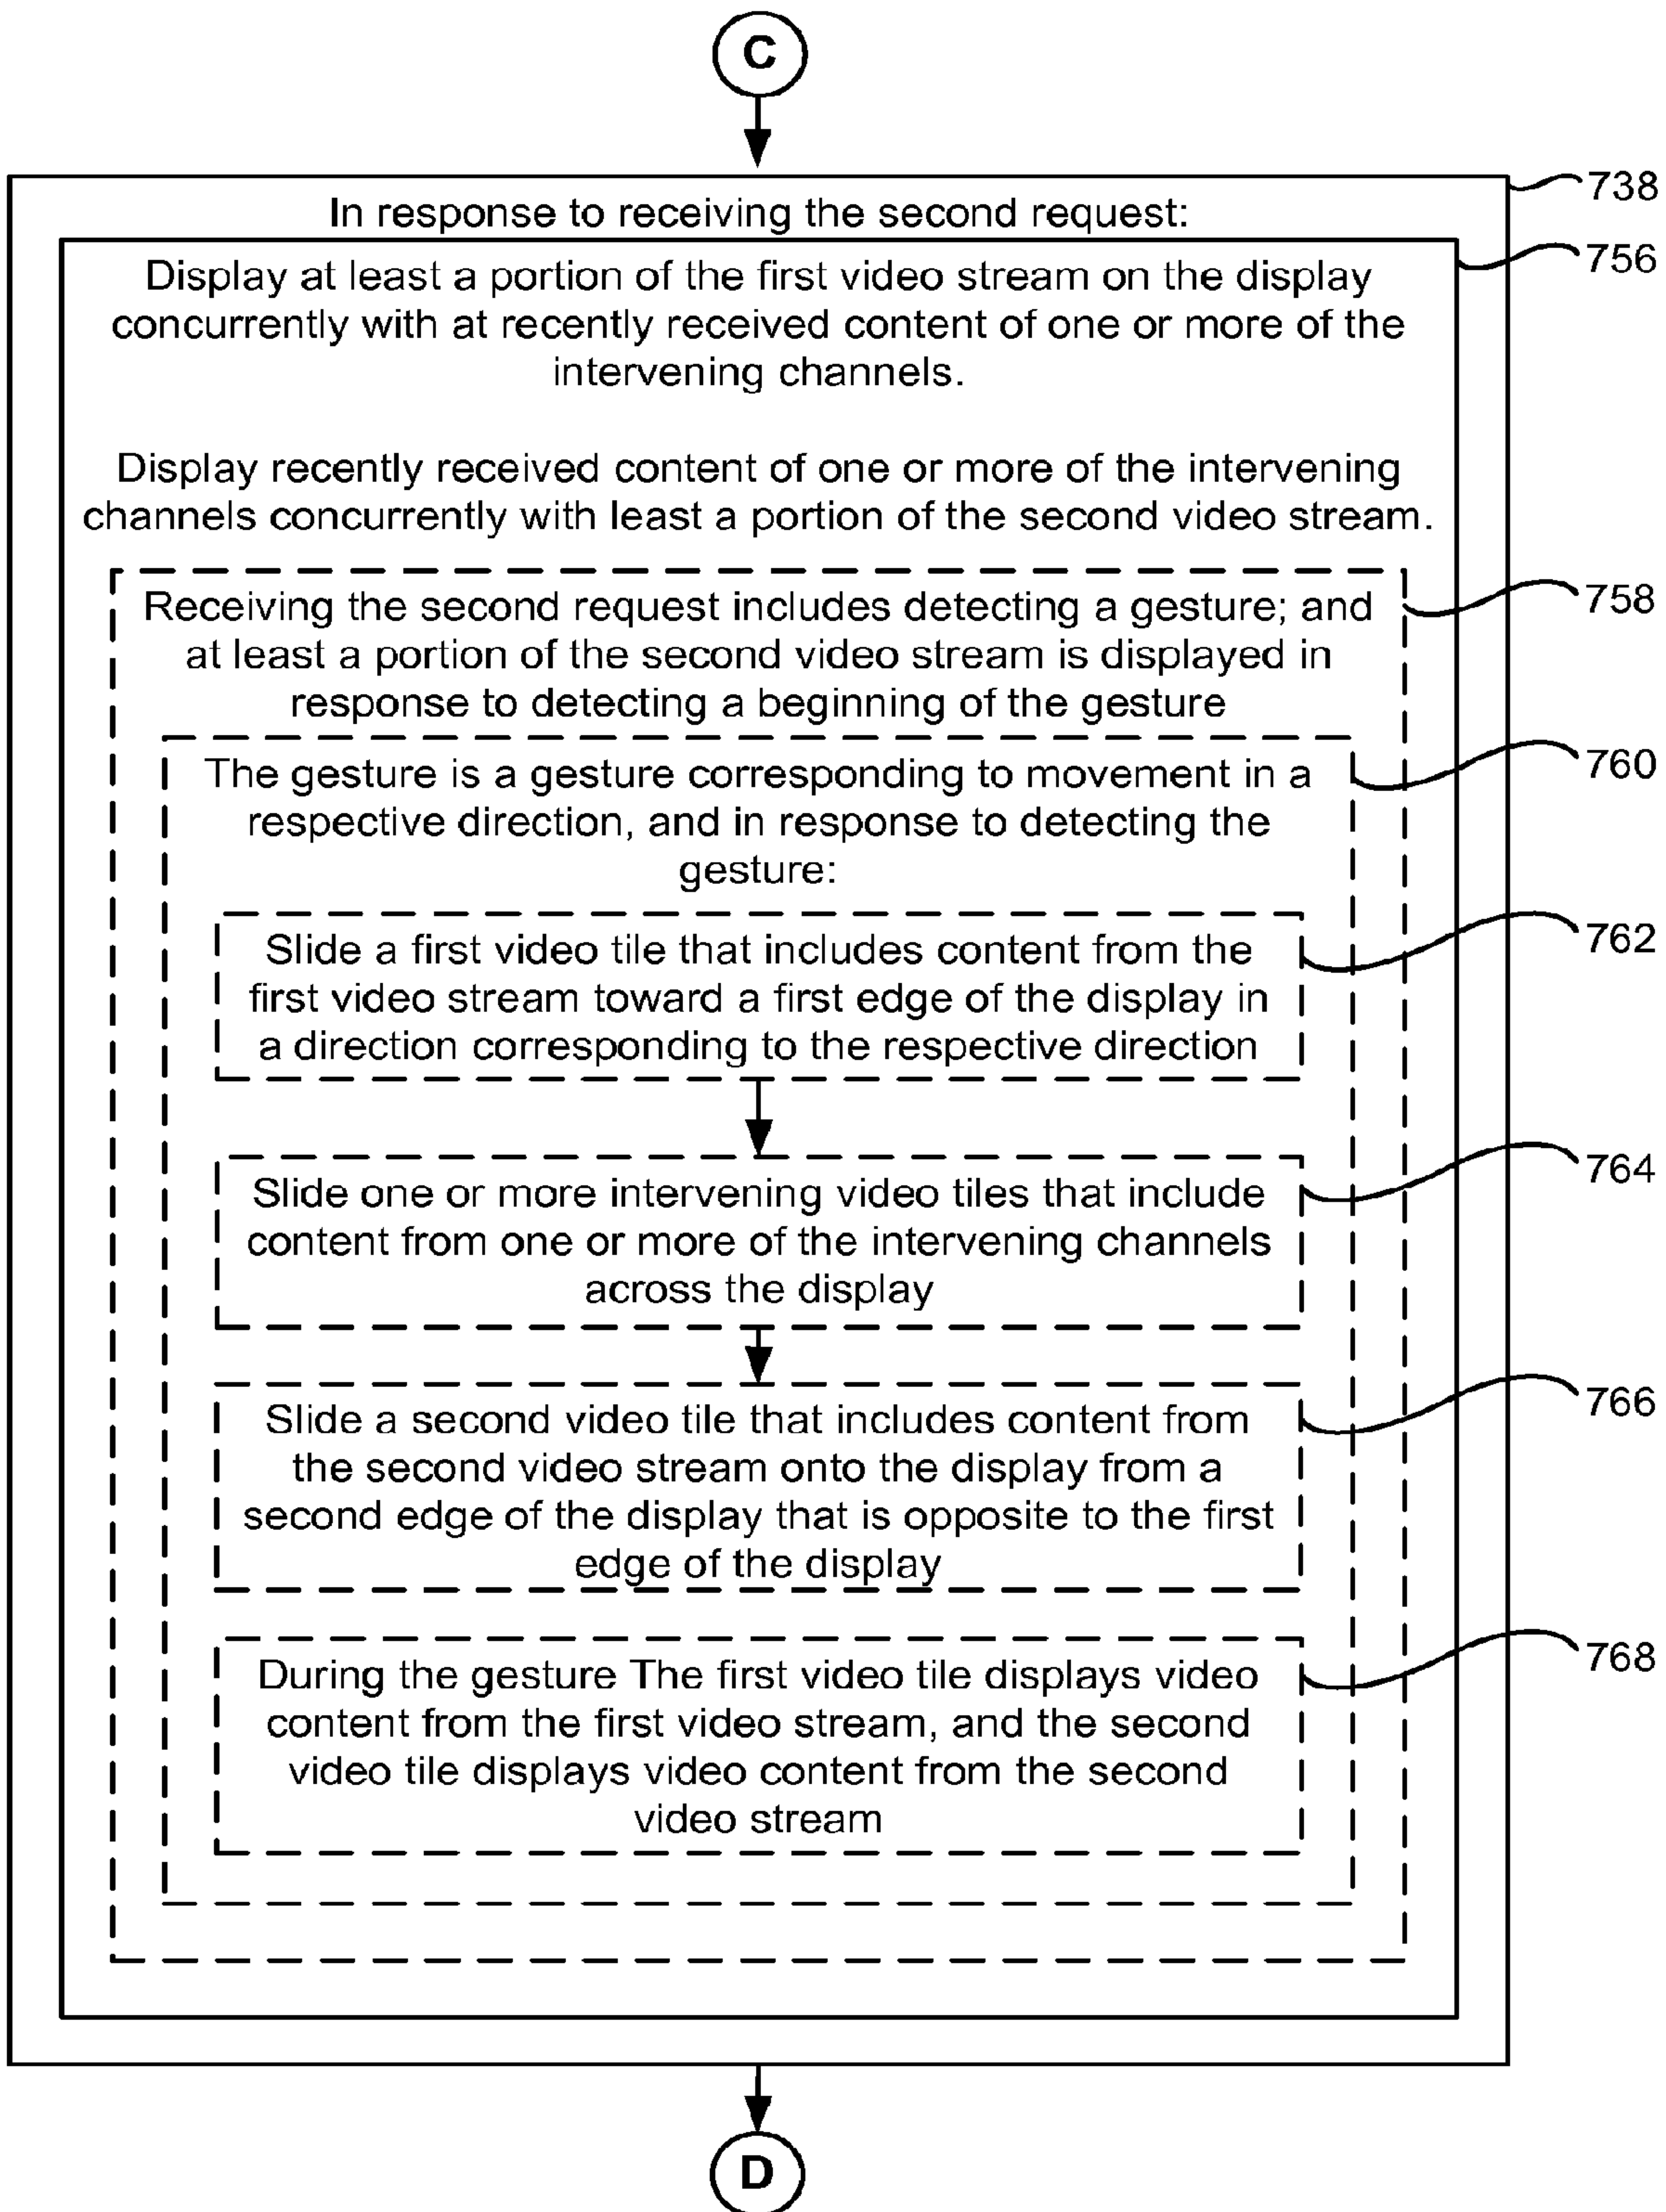 C
738
In response to receiving the second request:
756
Display at least a portion of the first video stream on the display
concurrently with at recently received content of one or more of the
intervening channels.
Display recently received content of one or more of the intervening
channels concurrently with least a portion of the second video stream.
758
Receiving the second request includes detecting a gesture; and
at least a portion of the second video stream is displayed in
response to detecting a beginning of the gesture
760
The gesture is a gesture corresponding to movement in a
respective direction, and in response to detecting the
gesture:
762
Slide a first video tile that includes content from the
first video stream toward a first edge of the display in
a direction corresponding to the respective direction
764
Slide one or more intervening video tiles that include
content from one or more of the intervening channels
across the display
766
Slide a second video tile that includes content from
the second video stream onto the display from a
second edge of the display that is opposite to the first
edge of the display
768
During the gesture The first video tile displays video
content from the first video stream, and the second
video tile displays video content from the second
video stream
D